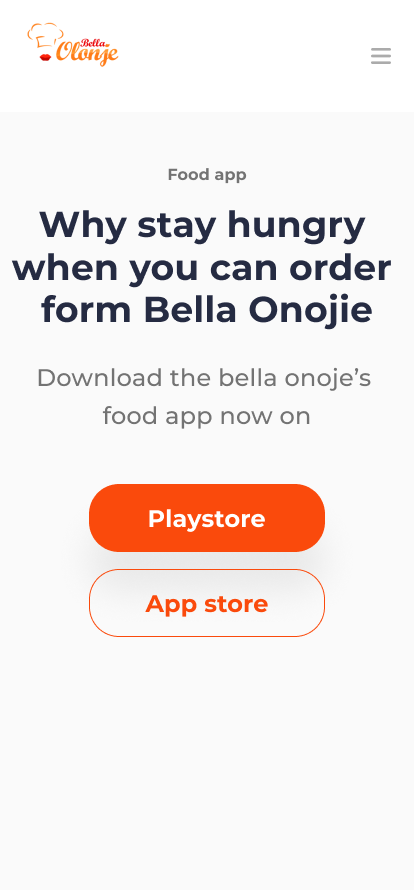 Bella
Olonje
Food app
Why stay hungry
when you can order
form Bella Onojie
Download the bella onoje’s
food app now on
Playstore
App store